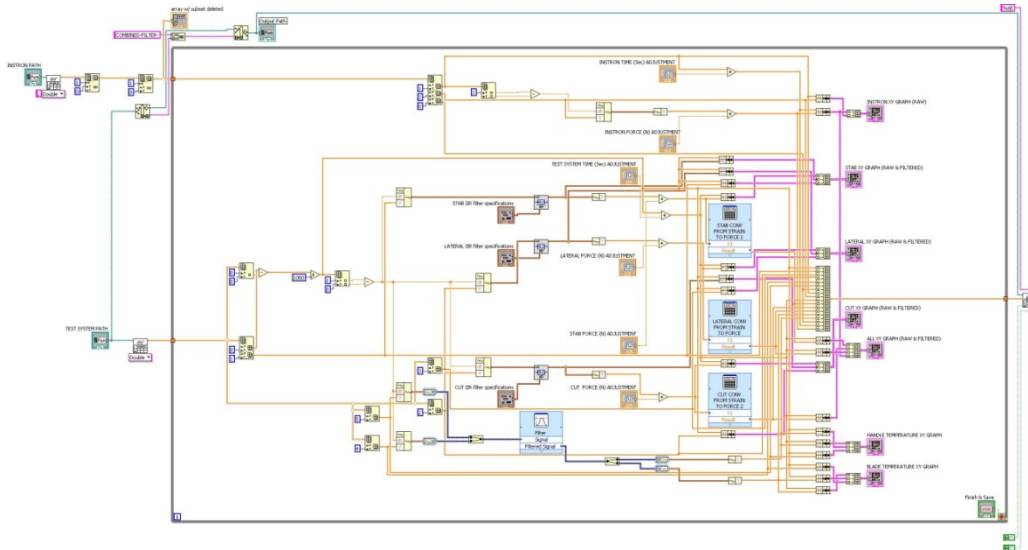 array w/ subset deleted
Output Path
COMBINED-FILTER-
INSTRON PATH
Double
INSTRON TIME (Sec) ADJUSTMENT
INSTRON XY GRAPH (RAW)
INSTRON FORCE (N) ADJUSTMENT
TEST SYSTEM TIME (Sec) ADJUSTMENT
STAB XY GRAPH (RAW & FILTERED)
STAB IIR filter specifications
STAB CONV
FROM STRAIN
TO FORCE 2
Result
LATERAL IIR filter specifications
LATERAL XY GRAPH (RAW & FILTERED)
LATERAL FORCE (N) ADJUSTMENT
1000
CUT XY GRAPH (RAW & FILTERED)
LATERAL CONV
FROM STRAIN
TO FORCE
Result
TEST SYSTEM PATH
STAB FORCE (N) ADJUSTMENT
ALL XY GRAPH (RAW & FILTERED)
Double
CUT IIR filter specifications
CUT FORCE (N) ADJUSTMENT
CUT CONV
FROM STRAIN
TO FORCE 2
Result
Filter
Signal
Filtered Signal
HANDLE TEMPERATURE XY GRAPH
BLADE TEMPERATURE XY GRAPH
Finish & Save